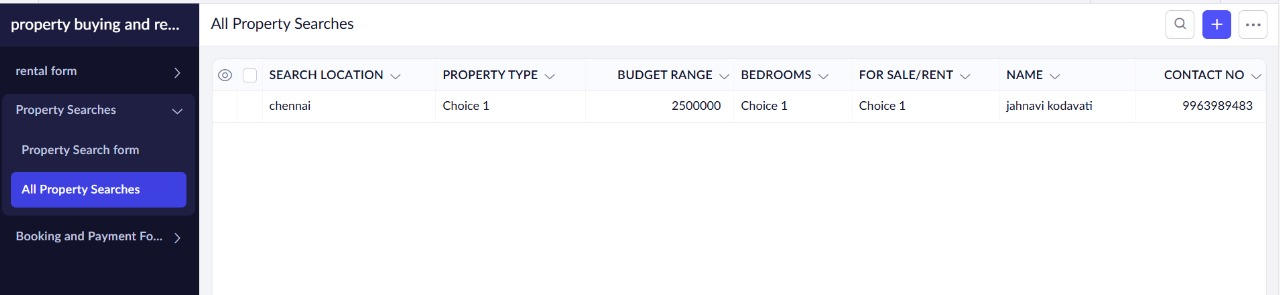 property buying and re...
All Property Searches
rental form
Property Searches
Property Search form
All Property Searches
Booking and Payment Fo...
SEARCH LOCATION PROPERTY TYPE BUDGET RANGE BEDROOMS FOR SALE/RENT NAME CONTACT NO
chennai Choice 1 2500000 Choice 1 Choice 1 jahnavi kodavati 9963989483